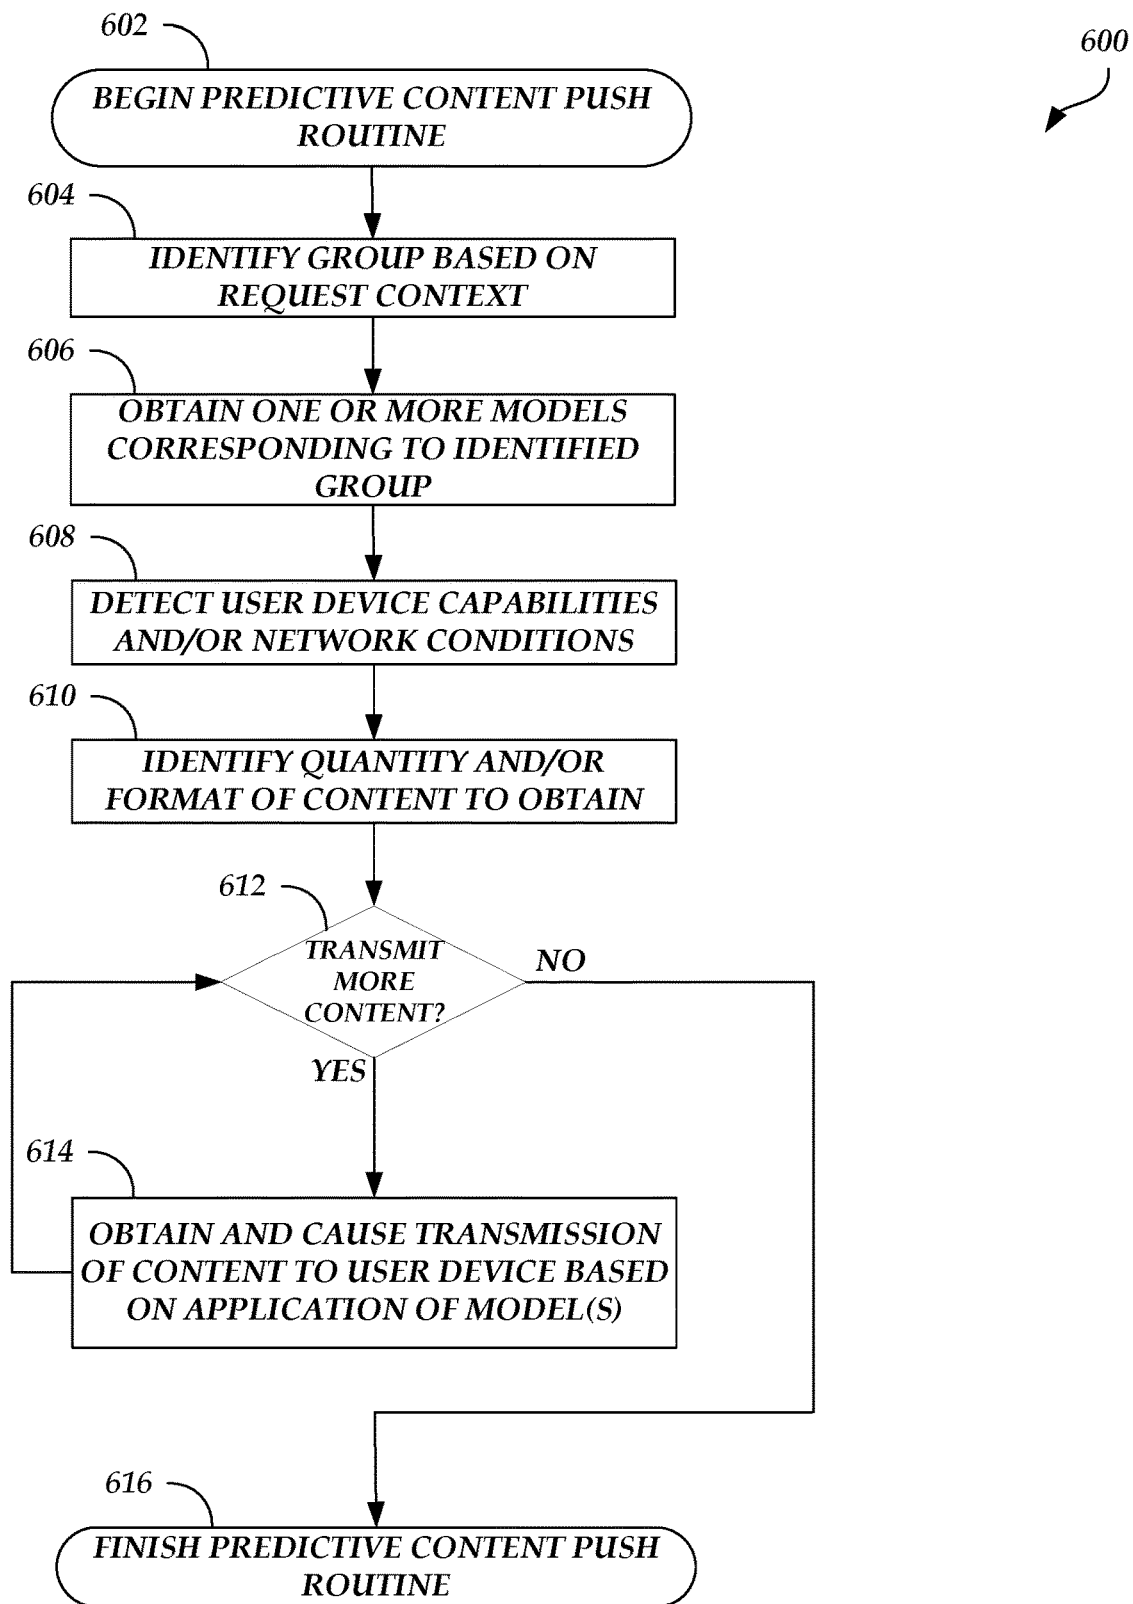 602
600
BEGIN PREDICTIVE CONTENT PUSH
ROUTINE
604
IDENTIFY GROUP BASED ON
REQUEST CONTEXT
606
OBTAIN ONE OR MORE MODELS
CORRESPONDING TO IDENTIFIED
GROUP
608
DETECT USER DEVICE CAPABILITIES
AND/OR NETWORK CONDITIONS
610
IDENTIFY QUANTITY AND/OR
FORMAT OF CONTENT TO OBTAIN
612
TRANSMIT
MORE
CONTENT?
NO
YES
614
OBTAIN AND CAUSE TRANSMISSION
OF CONTENT TO USER DEVICE BASED
ON APPLICATION OF MODEL(S)
616
FINISH PREDICTIVE CONTENT PUSH
ROUTINE